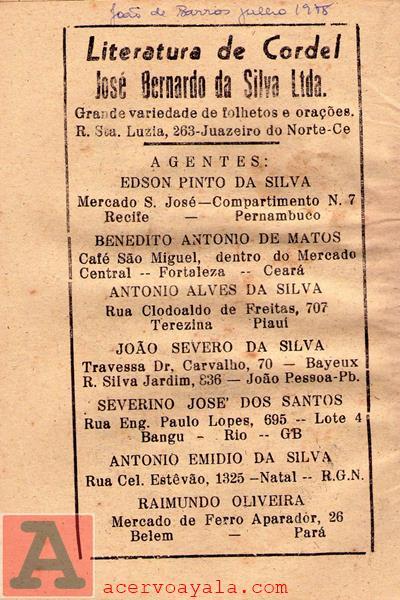 João de Barros julho 1978
Literatura de Cordel
José Bernardo da Silva Ltda.
Grande variedade de folhetos e orações.
R. Sta. Luzia, 263-Juazeiro do Norte-Ce
AGENTES:
EDSON PINTO DA SILVA
Mercado S. José—Compartimento N. 7
Recife — Pernambuco
BENEDITO ANTONIO DE MATOS
Café São Miguel, dentro do Mercado
Central -- Fortaleza -- Ceará
ANTONIO ALVES DA SILVA
Rua Clodoaldo de Freitas, 707
Terezina Piauí
JOÃO SEVERO DA SILVA
Travessa Dr. Carvalho, 70 — Bayeux
R. Silva Jardim, 836 — João Pessoa-Pb.
SEVERINO JOSE' DOS SANTOS
Rua Eng. Paulo Lopes, 695 -- Lote 4
Bangu - Rio -- GB
ANTONIO EMIDIO DA SILVA
Rua Cel. Estêvão, 1325 –Natal -- R.G.N.
RAIMUNDO OLIVEIRA
Mercado de Ferro Aparadôr, 26
Belem — Pará
A
acervoayala.com